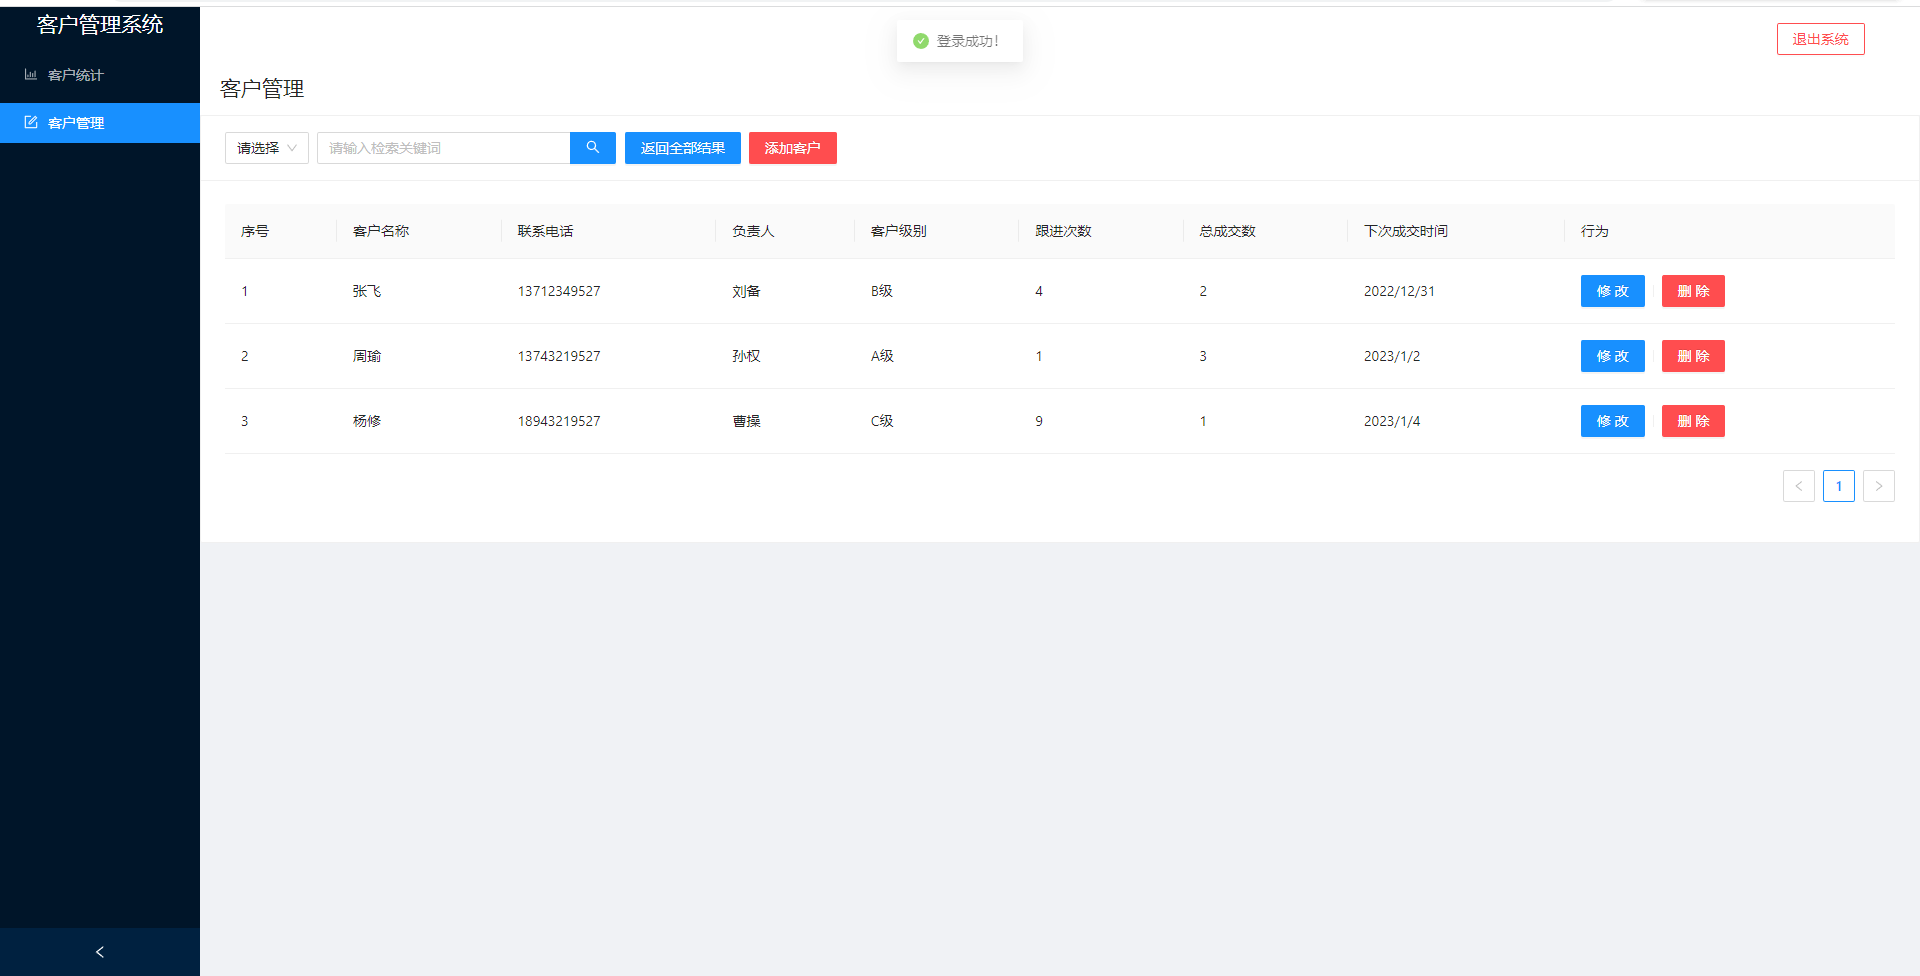 客户管理系统
客户统计
客户管理
登录成功!
退出系统
客户管理
请选择 请输入检索关键词 返回全部结果 添加客户
序号 客户名称 联系电话 负责人 客户级别 跟进次数 总成交数 下次成交时间 行为
1 张飞 13712349527 刘备 B级 4 2 2022/12/31 修 改 删 除
2 周瑜 13743219527 孙权 A级 1 3 2023/1/2 修 改 删 除
3 杨修 18943219527 曹操 C级 9 1 2023/1/4 修 改 删 除
1